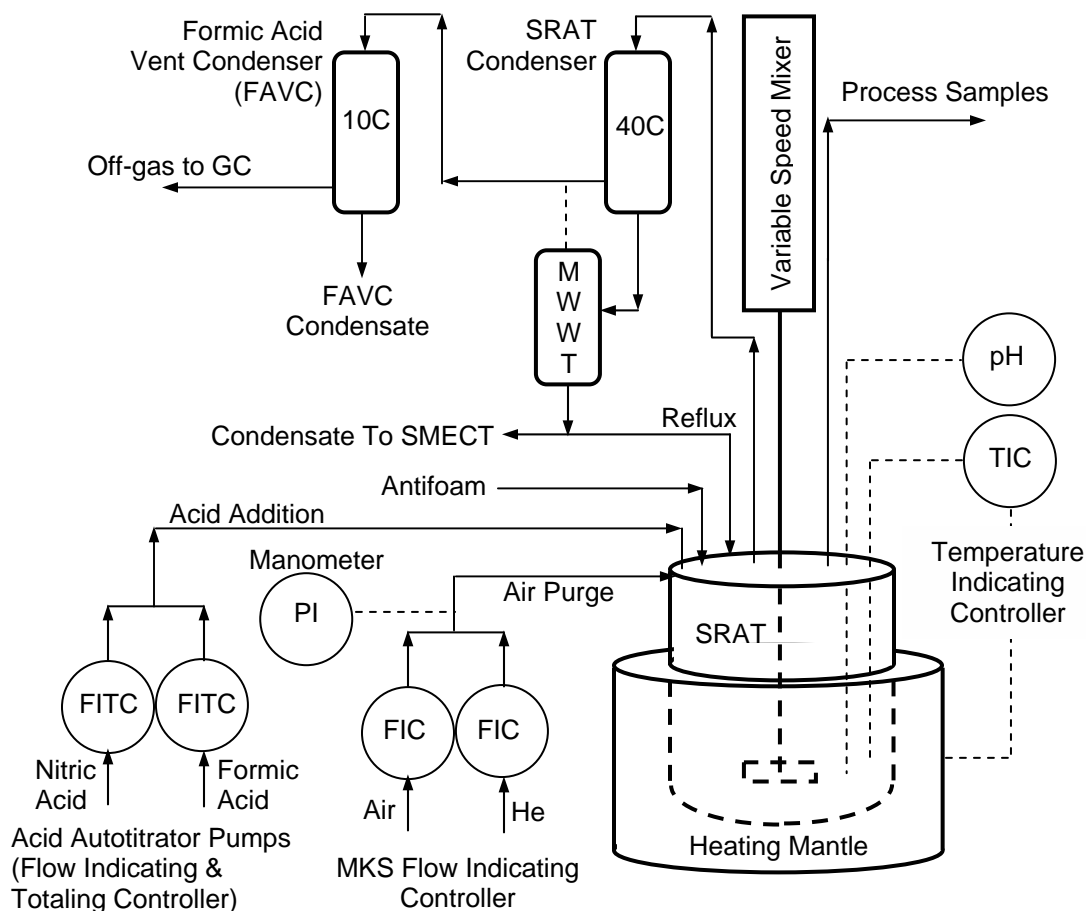 Formic Acid
Vent Condenser
(FAVC)
SRAT
Condenser
10C
40C
Variable Speed Mixer
Process Samples
Off-gas to GC
FAVC
Condensate
M
W
W
T
pH
Reflux
Condensate To SMECT
TIC
Antifoam
Acid Addition
Manometer
PI
Air Purge
Temperature
Indicating
Controller
SRAT
FITC
FITC
FIC
FIC
Nitric
Acid
Formic
Acid
Air
He
Heating Mantle
Acid Autotitrator Pumps
(Flow Indicating &
Totaling Controller)
MKS Flow Indicating
Controller